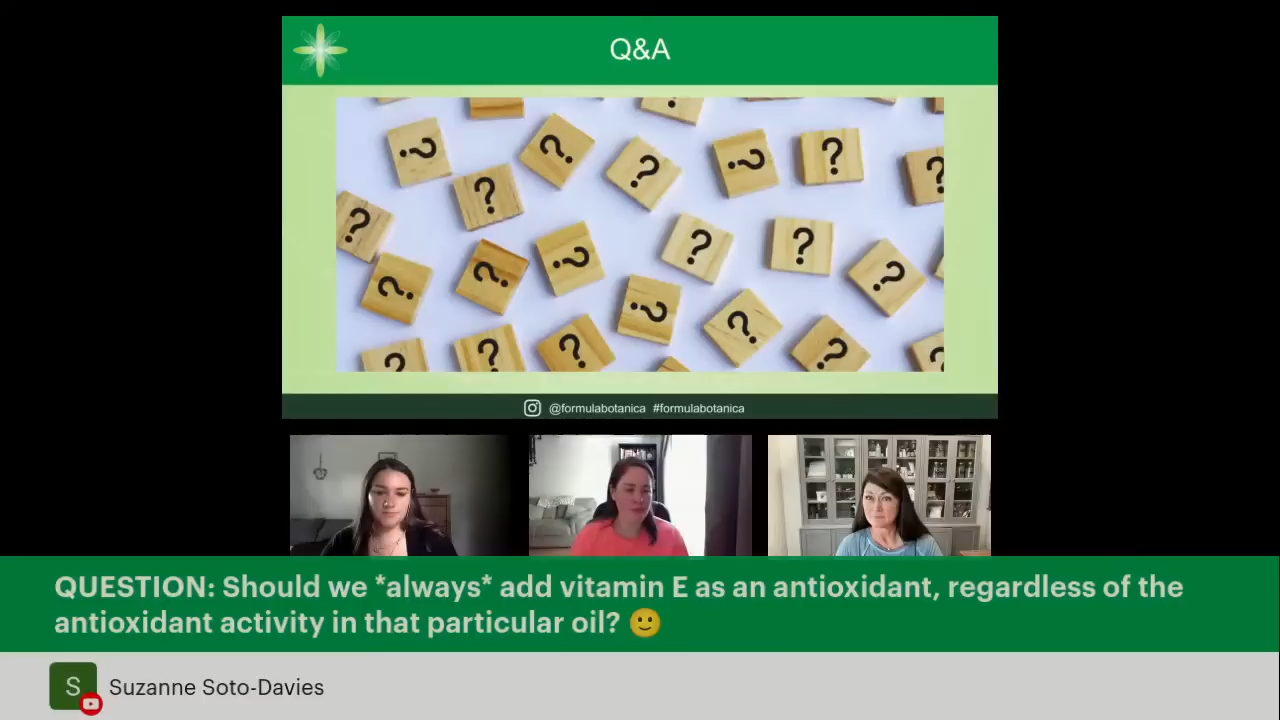 Q&A
@formulabotanica #formulabotanica
QUESTION: Should we *always* add vitamin E as an antioxidant, regardless of the
antioxidant activity in that particular oil? 🙂
S
Suzanne Soto-Davies